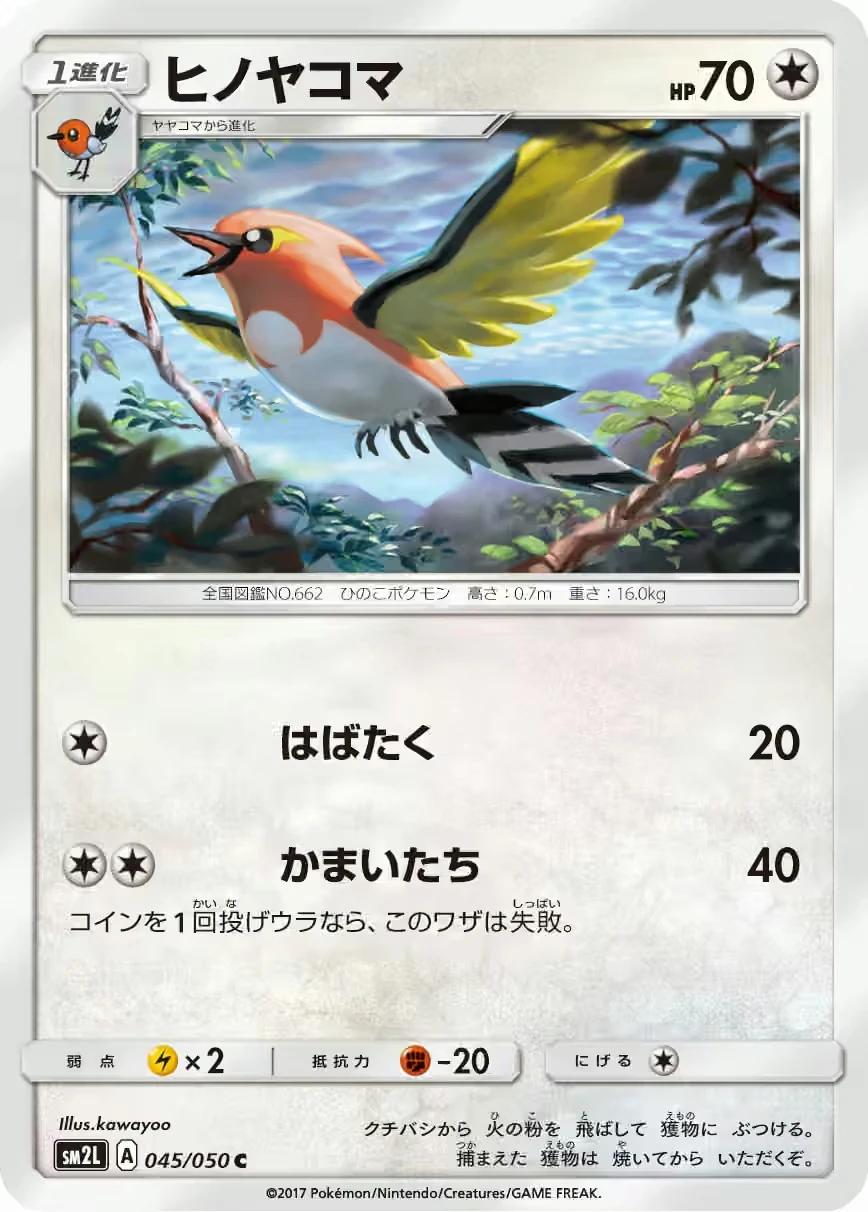 1進化
ヒノヤコマ
HP70
ヤヤコマから進化
全国図鑑NO.662 ひのこポケモン 高さ：0.7m 重さ：16.0kg
はばたく 20
かまいたち 40
コインを1回投げウラなら、このワザは失敗。
弱点 ×2 抵抗力 -20 にげる
Illus.kawayoo
クチバシから 火の粉を 飛ばして 獲物に ぶつける。
捕まえた 獲物は 焼いてから いただくぞ。
SM2L A 045/050 C
©2017 Pokémon/Nintendo/Creatures/GAME FREAK.